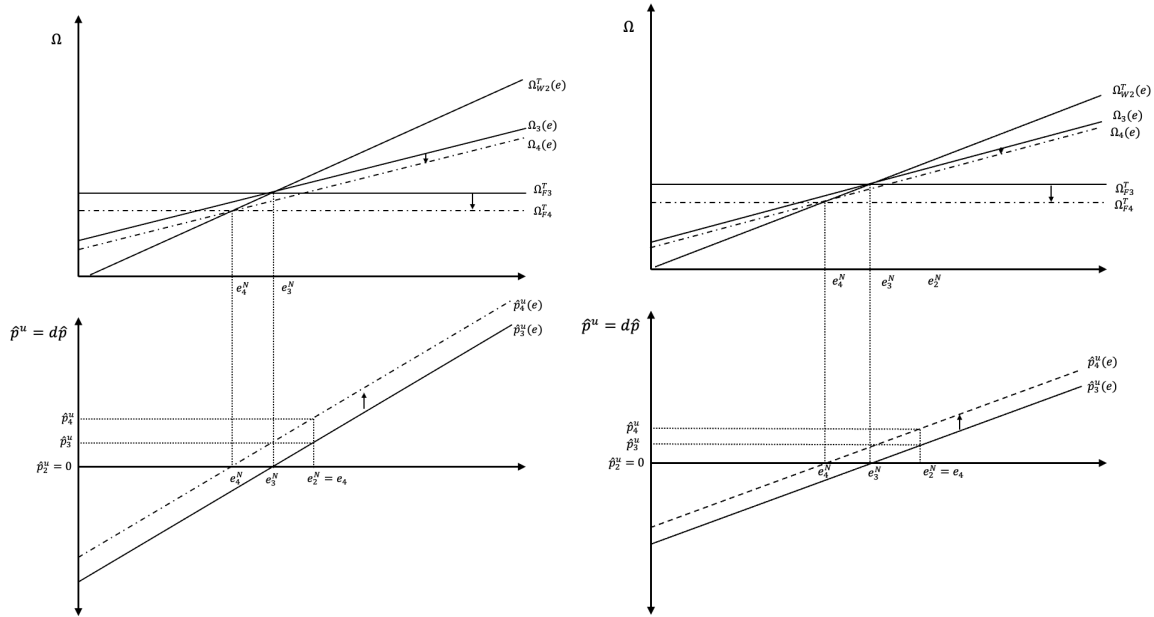 Ω
Ω^T_{W2}(e)
Ω_3(e)
Ω_4(e)
Ω^T_{F3}
Ω^T_{F4}
e^N_4
e^N_3
p̂^u = dp̂
p̂^u_4(e)
p̂^u_3(e)
p̂^u_4
p̂^u_3
p̂^u_2 = 0
e^N_4
e^N_3
e^N_2 = e_4
Ω
Ω^T_{W2}(e)
Ω_3(e)
Ω_4(e)
Ω^T_{F3}
Ω^T_{F4}
e^N_4
e^N_3
e^N_2
p̂^u = dp̂
p̂^u_4(e)
p̂^u_3(e)
p̂^u_4
p̂^u_3
p̂^u_2 = 0
e^N_4
e^N_3
e^N_2 = e_4